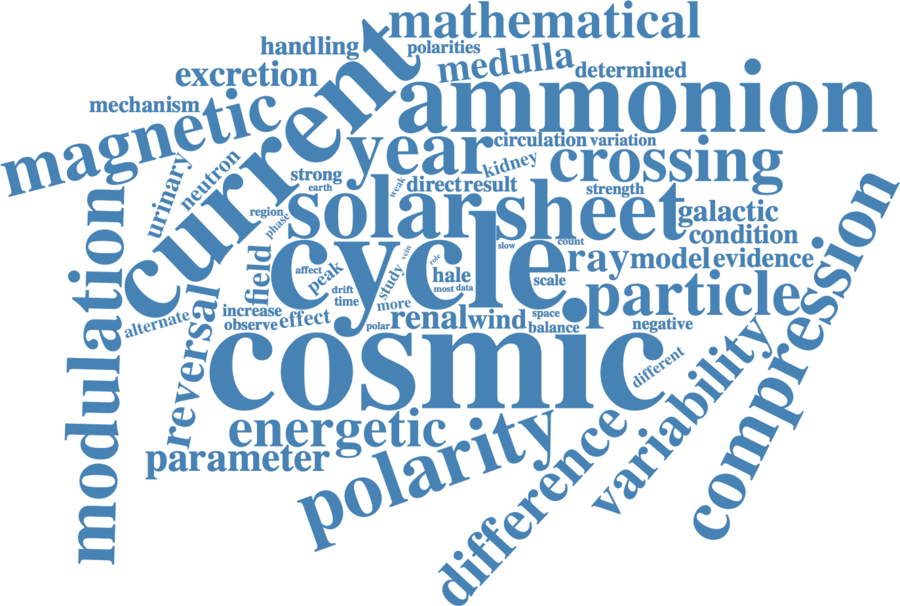 mathematical
handling
polarities
current
medulla
excretion
determined
ammonion
mechanism
magnetic
circulation
variation
year
crossing
kidney
urinary
neutron
strong
earth
weak
direct
result
strength
solar
sheet
galactic
region
phase
condition
modulation
cycle
slow
count
ray
model
evidence
compression
field
affect
peak
study
vein
role
hale
most
data
scale
drift
time
more
particle
reversal
alternate
increase
observe
effect
polar
renal
wind
space
balance
negative
cosmic
different
variability
energetic
parameter
polarity
difference